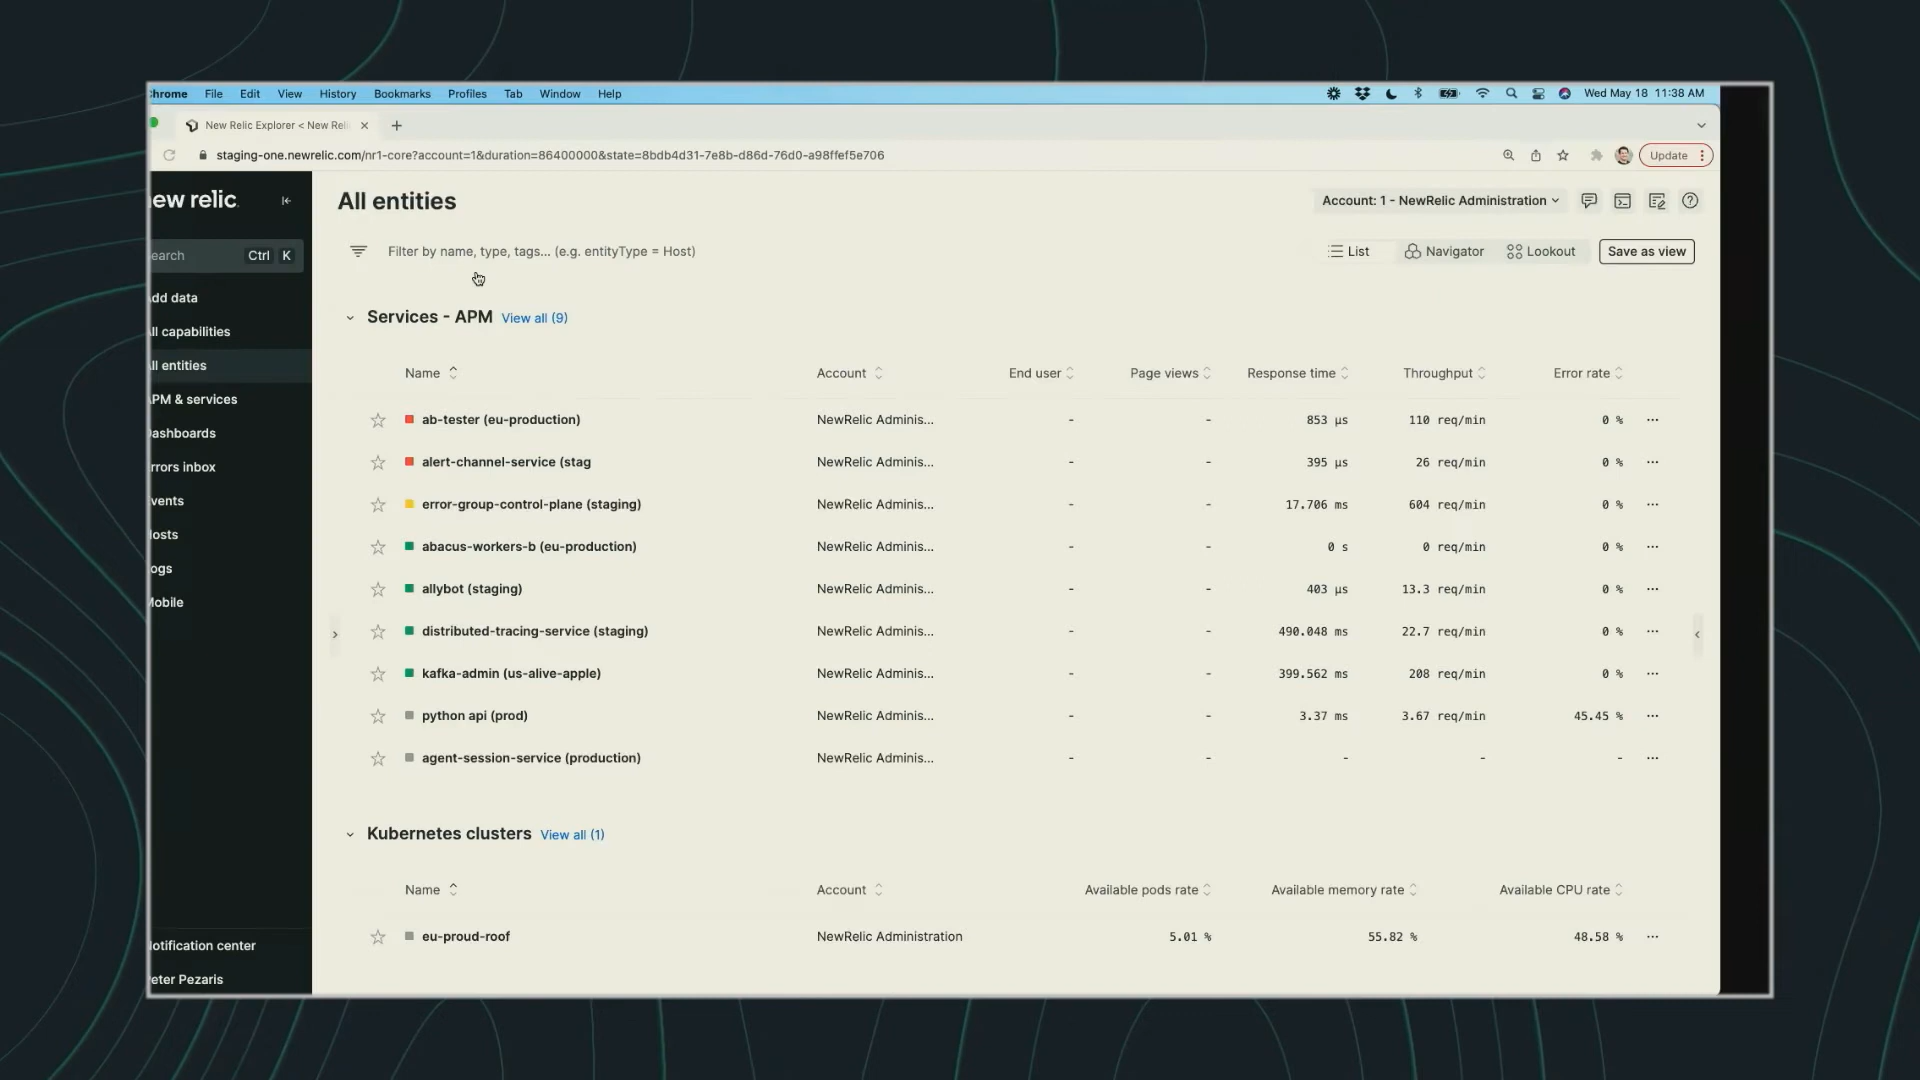 hrome File Edit View History Bookmarks Profiles Tab Window Help Wed May 18 11:38 AM
New Relic Explorer < New Reli
staging-one.newrelic.com/nr1-core?account=1&duration=86400000&state=8bdb4d31-7e8b-d86d-76d0-a98ffef5e706 Update
ew relic
earch Ctrl K
dd data
ll capabilities
ll entities
PM & services
ashboards
rrors inbox
vents
osts
ogs
Mobile
otification center
eter Pezaris
All entities
Account: 1 - NewRelic Administration
Filter by name, type, tags... (e.g. entityType = Host) List Navigator Lookout Save as view
Services - APM View all (9)
Name Account End user Page views Response time Throughput Error rate
ab-tester (eu-production) NewRelic Adminis... - - 853 µs 110 req/min 0 %
alert-channel-service (stag NewRelic Adminis... - - 395 µs 26 req/min 0 %
error-group-control-plane (staging) NewRelic Adminis... - - 17.706 ms 604 req/min 0 %
abacus-workers-b (eu-production) NewRelic Adminis... - - 0 s 0 req/min 0 %
allybot (staging) NewRelic Adminis... - - 403 µs 13.3 req/min 0 %
distributed-tracing-service (staging) NewRelic Adminis... - - 490.048 ms 22.7 req/min 0 %
kafka-admin (us-alive-apple) NewRelic Adminis... - - 399.562 ms 208 req/min 0 %
python api (prod) NewRelic Adminis... - - 3.37 ms 3.67 req/min 45.45 %
agent-session-service (production) NewRelic Adminis... - - - - -
Kubernetes clusters View all (1)
Name Account Available pods rate Available memory rate Available CPU rate
eu-proud-roof NewRelic Administration 5.01 % 55.82 % 48.58 %